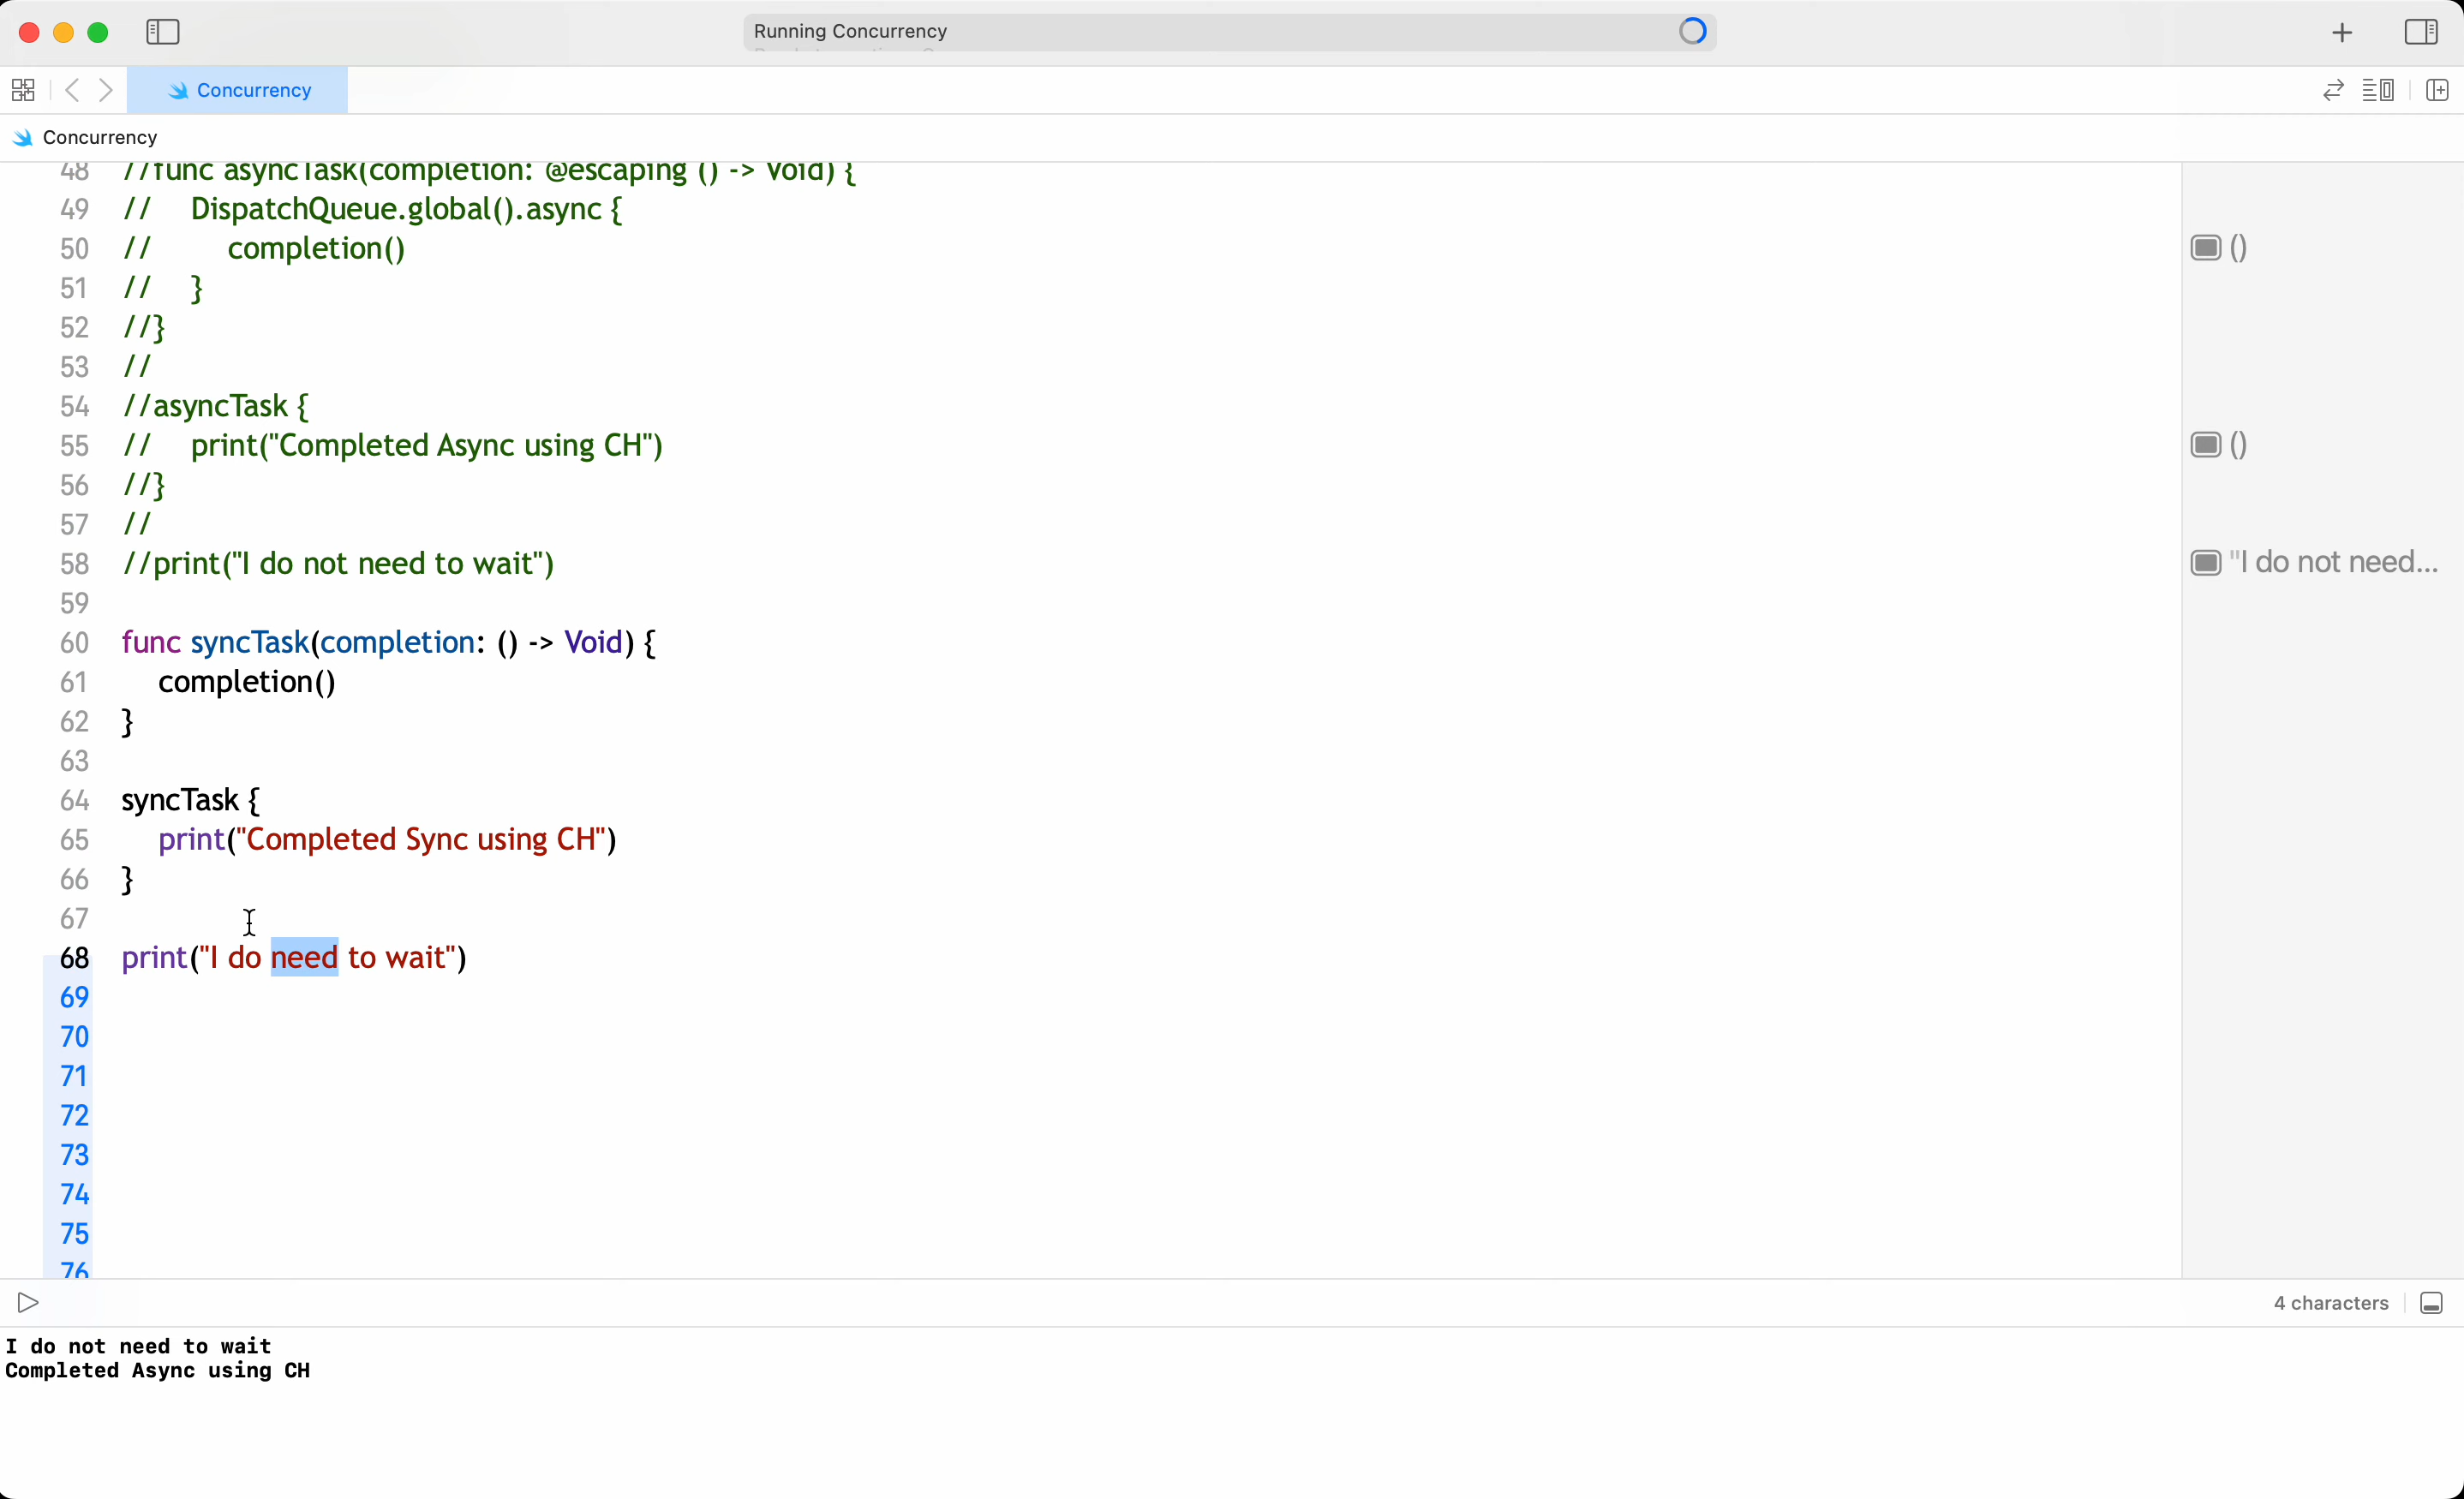 Running Concurrency
Concurrency
Concurrency
48 //func asyncTask(completion: @escaping () -> Void) {
49 // DispatchQueue.global().async {
50 // completion()
()
51 // }
52 //}
53 //
54 //asyncTask {
55 // print("Completed Async using CH")
()
56 //}
57 //
58 //print("I do not need to wait")
"I do not need...
59
60 func syncTask(completion: () -> Void) {
61 completion()
62 }
63
64 syncTask {
65 print("Completed Sync using CH")
66 }
67
68 print("I do need to wait")
69
70
71
72
73
74
75
76
4 characters
I do not need to wait
Completed Async using CH